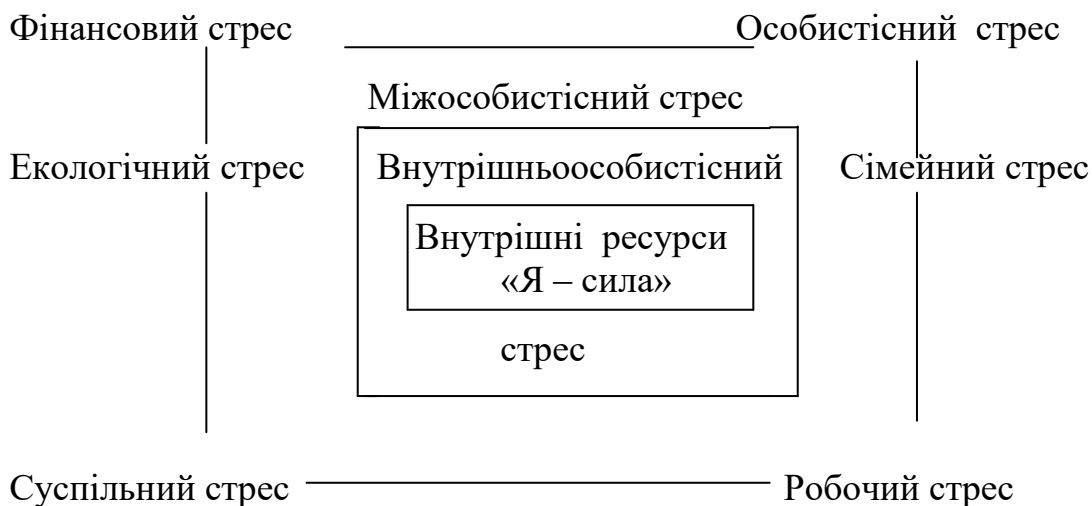 Фінансовий стрес Особистісний стрес
Міжособистісний стрес
Екологічний стрес Внутрішньоособистісний Сімейний стрес
Внутрішні ресурси
«Я – сила»
стрес
Суспільний стрес Робочий стрес